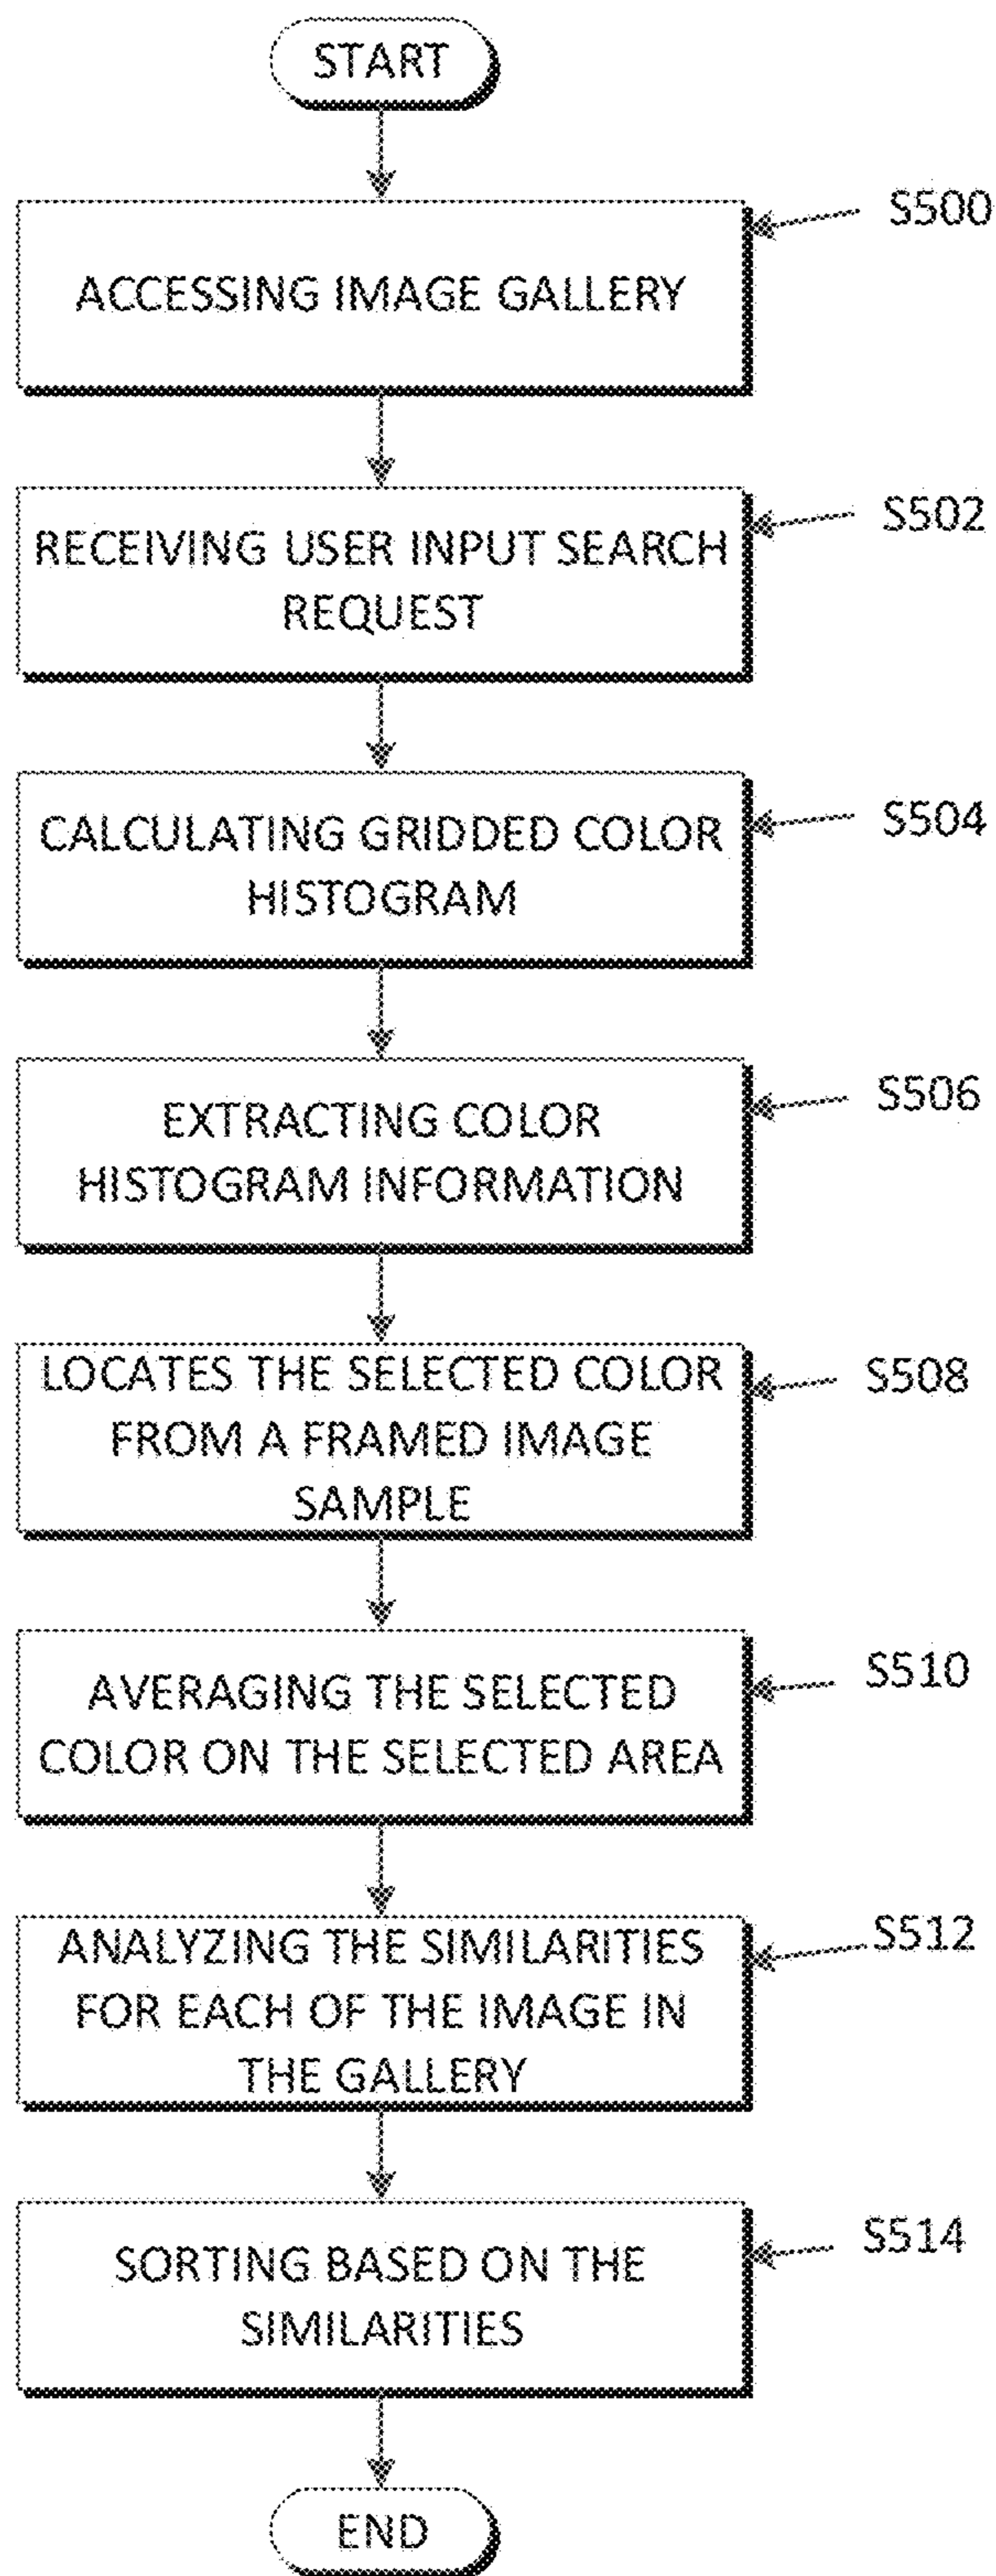 START
S500
ACCESSING IMAGE GALLERY
S502
RECEIVING USER INPUT SEARCH
REQUEST
S504
CALCULATING GRIDDED COLOR
HISTOGRAM
S506
EXTRACTING COLOR
HISTOGRAM INFORMATION
S508
LOCATES THE SELECTED COLOR
FROM A FRAMED IMAGE
SAMPLE
S510
AVERAGING THE SELECTED
COLOR ON THE SELECTED AREA
S512
ANALYZING THE SIMILARITIES
FOR EACH OF THE IMAGE IN
THE GALLERY
S514
SORTING BASED ON THE
SIMILARITIES
END